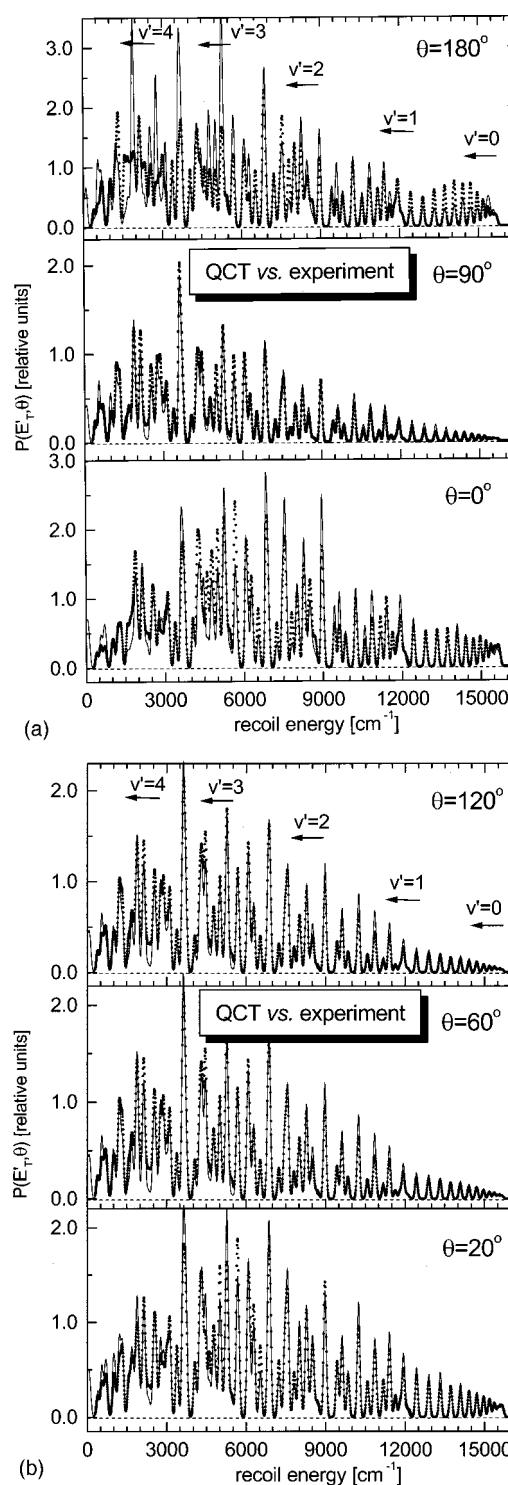 v'=4
v'=3
v'=2
v'=1
v'=0
θ=180°
3.0
2.0
1.0
0.0
QCT vs. experiment
θ=90°
2.0
1.0
0.0
P(E'T,θ) [relative units]
θ=0°
3.0
2.0
1.0
0.0
0 3000 6000 9000 12000 15000
recoil energy [cm⁻¹]
(a)
v'=4
v'=3
v'=2
v'=1
v'=0
θ=120°
2.0
1.0
0.0
QCT vs. experiment
θ=60°
2.0
1.0
0.0
P(E'T,θ) [relative units]
θ=20°
2.0
1.0
0.0
0 3000 6000 9000 12000 15000
recoil energy [cm⁻¹]
(b)